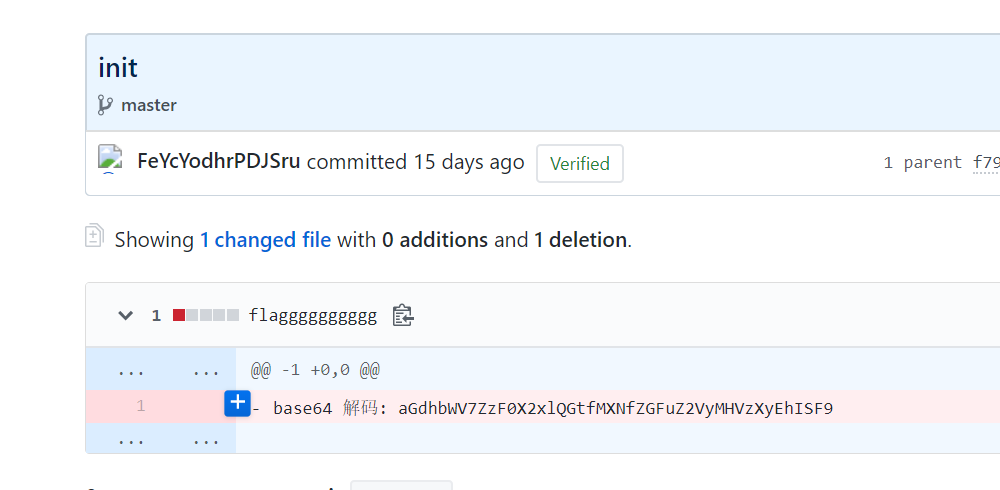 init
master
FeYcYodhrPDJSru committed 15 days ago Verified 1 parent f79
Showing 1 changed file with 0 additions and 1 deletion.
1 flagggggggggg
... ... @@ -1 +0,0 @@
1 - base64 解码: aGdhbWV7ZzF0X2xlQGtfMXNfZGFuZ2VyMHVzXyEhISF9
... ...